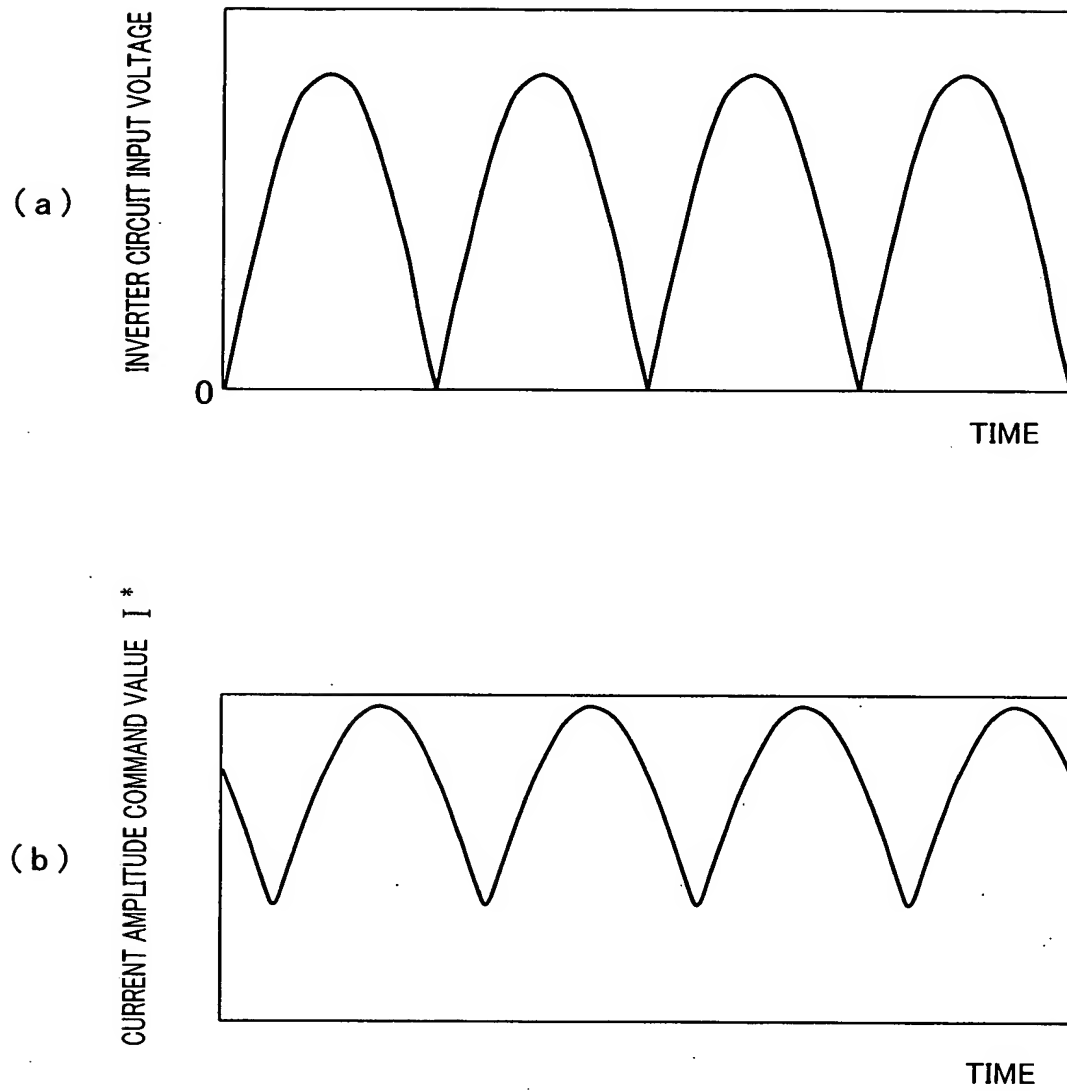 (a)
INVERTER CIRCUIT INPUT VOLTAGE
0
TIME
(b)
CURRENT AMPLITUDE COMMAND VALUE I*
TIME